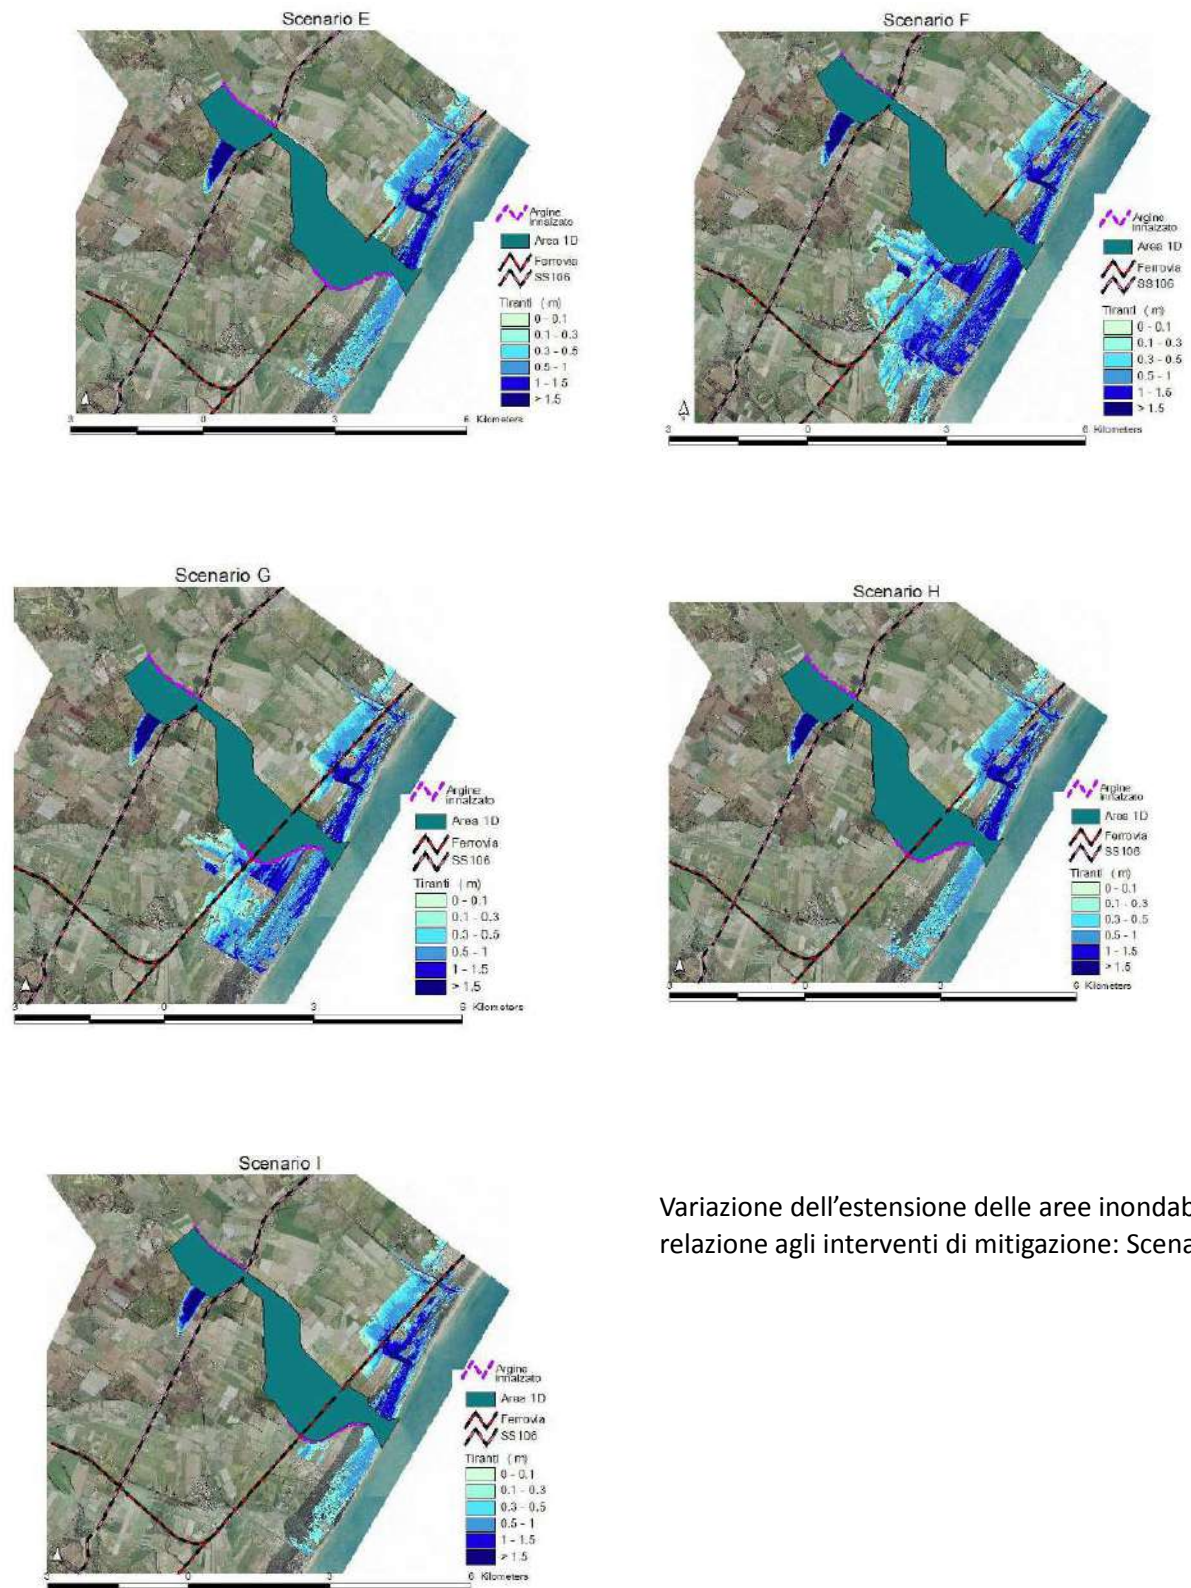 Scenario E
Argine
innalzato
Area 1D
Ferrovia
SS106
Tiranti (m)
0 - 0.1
0.1 - 0.3
0.3 - 0.5
0.5 - 1
1 - 1.5
> 1.5
3 0 3 6 Kilometers
Scenario F
Argine
innalzato
Area 1D
Ferrovia
SS106
Tiranti (m)
0 - 0.1
0.1 - 0.3
0.3 - 0.5
0.5 - 1
1 - 1.5
> 1.5
3 0 3 6 Kilometers
Scenario G
Argine
innalzato
Area 1D
Ferrovia
SS106
Tiranti (m)
0 - 0.1
0.1 - 0.3
0.3 - 0.5
0.5 - 1
1 - 1.5
> 1.5
3 0 3 6 Kilometers
Scenario H
Argine
innalzato
Area 1D
Ferrovia
SS106
Tiranti (m)
0 - 0.1
0.1 - 0.3
0.3 - 0.5
0.5 - 1
1 - 1.5
> 1.5
3 0 3 6 Kilometers
Scenario I
Argine
innalzato
Area 1D
Ferrovia
SS106
Tiranti (m)
0 - 0.1
0.1 - 0.3
0.3 - 0.5
0.5 - 1
1 - 1.5
> 1.5
3 0 3 6 Kilometers
Variazione dell’estensione delle aree inondab
relazione agli interventi di mitigazione: Scena